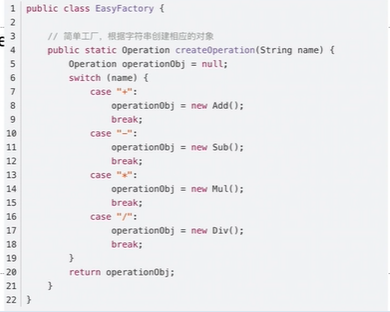 1 public class EasyFactory {
2
3 // 简单工厂，根据字符串创建相应的对象
4 public static Operation createOperation(String name) {
5 Operation operationObj = null;
6 switch (name) {
7 case "+":
8 operationObj = new Add();
9 break;
10 case "-":
11 operationObj = new Sub();
12 break;
13 case "*":
14 operationObj = new Mul();
15 break;
16 case "/":
17 operationObj = new Div();
18 break;
19 }
20 return operationObj;
21 }
22 }